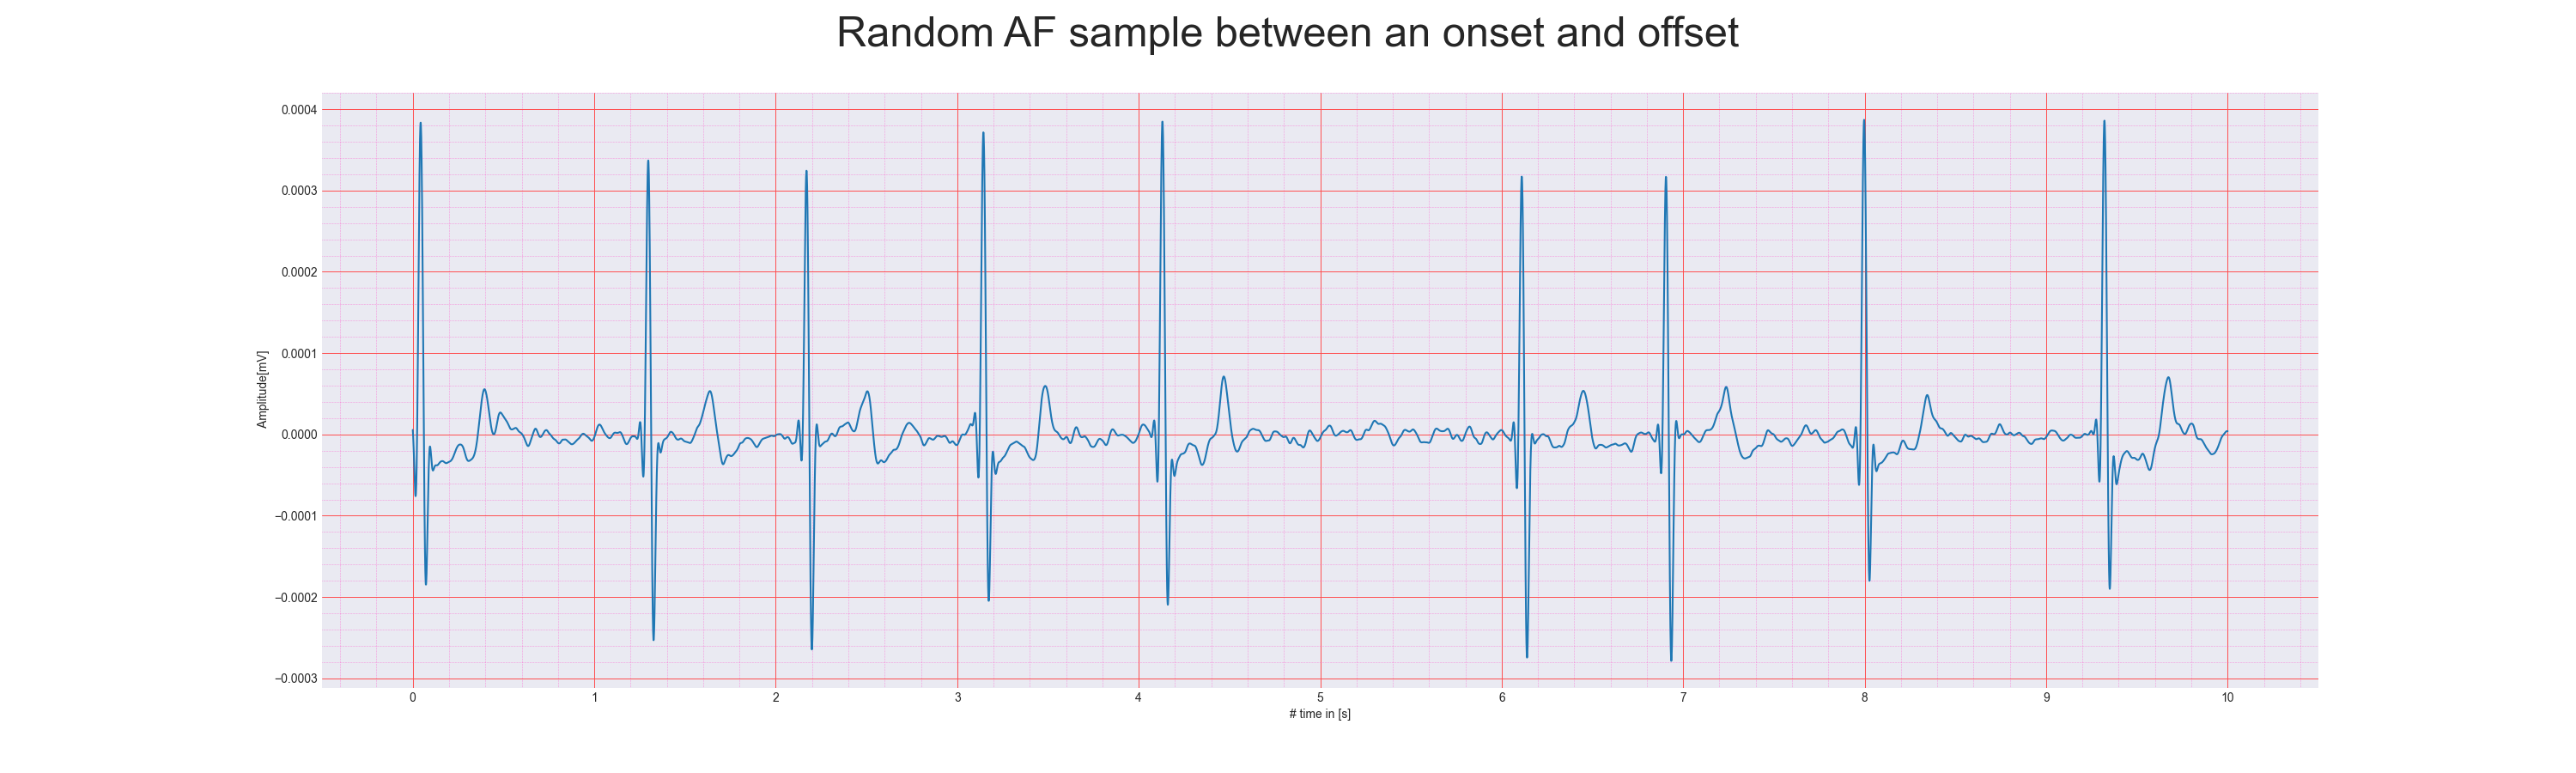 Random AF sample between an onset and offset
0.0004
0.0003
0.0002
0.0001
0.0000
−0.0001
−0.0002
−0.0003
Amplitude[mV]
0 1 2 3 4 5 6 7 8 9 10
# time in [s]